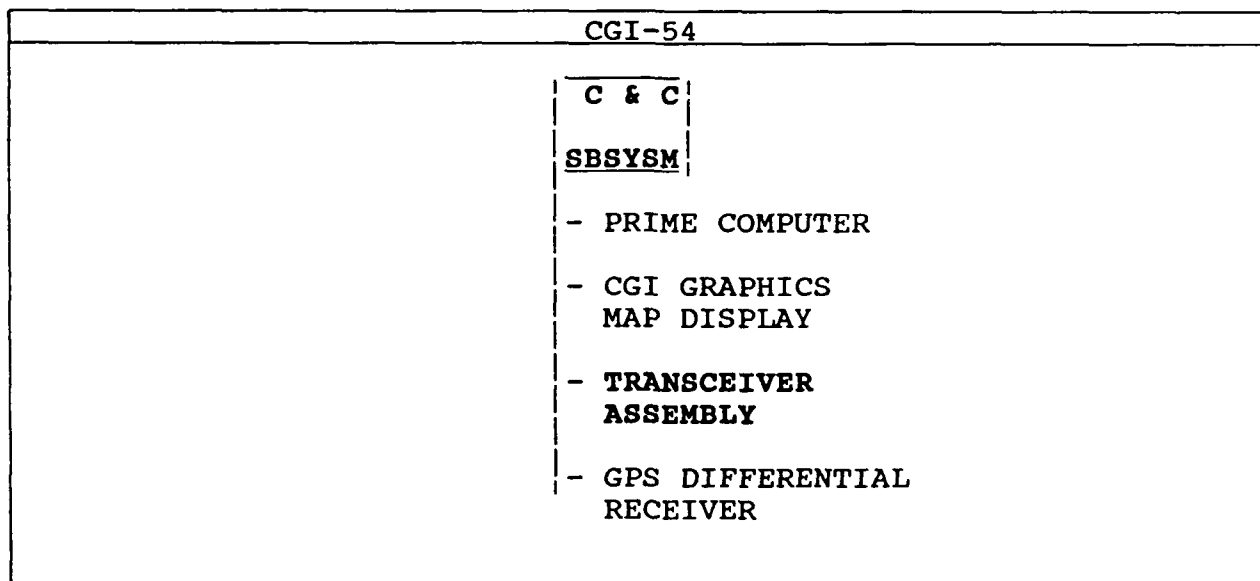 CGI-54
C & C
SBSYSM
- PRIME COMPUTER
- CGI GRAPHICS
MAP DISPLAY
- TRANSCEIVER
ASSEMBLY
- GPS DIFFERENTIAL
RECEIVER